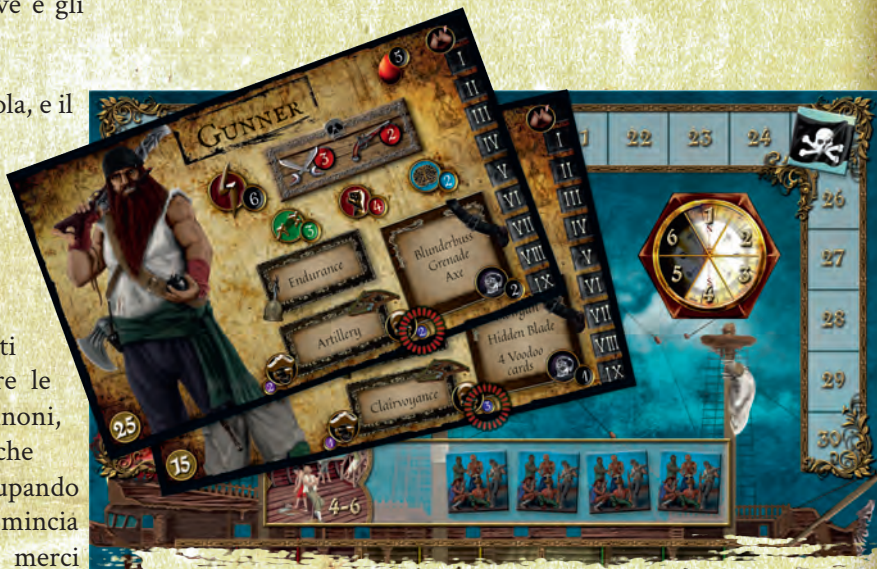 ve e gli
ola, e il
ti
re le
noni,
che
upando
mincia
merci
GUNNER
5
3
2
6
3
4
2
Endurance
Artillery
2
2
Blunderbuss
Grenade
Axe
2
25
I
II
III
IV
V
VI
VII
VIII
IX
Hidden Blade
4 Voodoo
cards
1
Clairvoyance
1
3
15
I
II
III
IV
V
VI
VII
VIII
IX
1
22
23
24
26
27
28
29
30
1
2
3
4
5
6
4-6